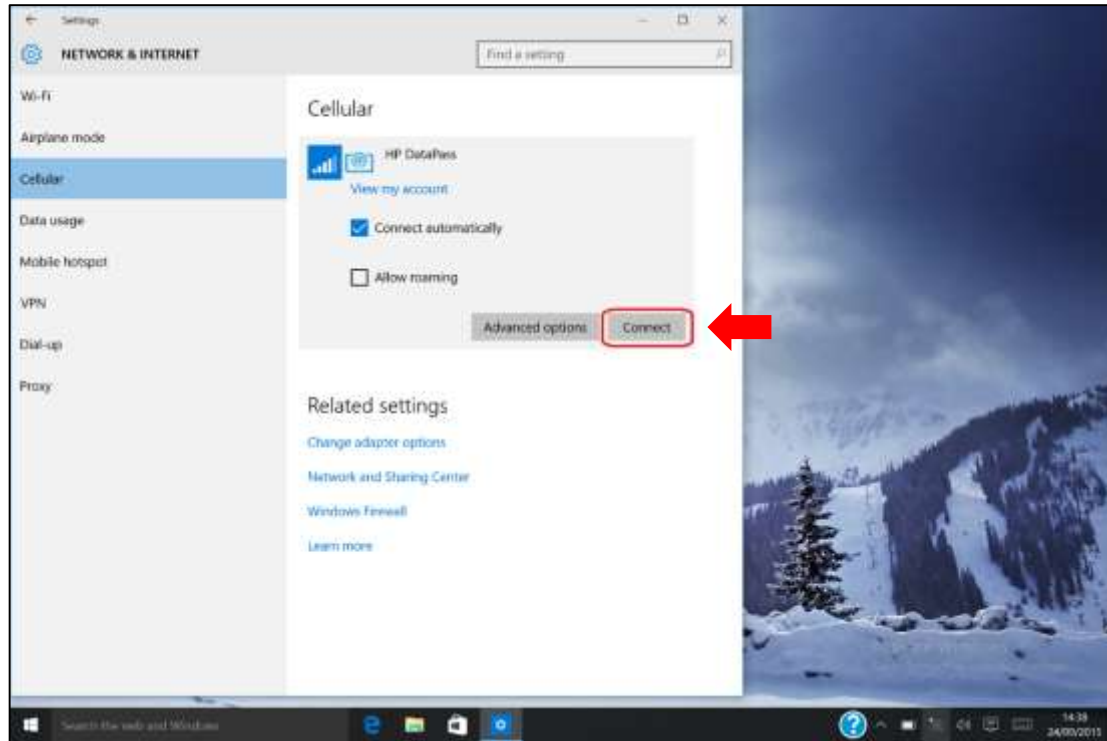 Settings
NETWORK & INTERNET
Find a setting
Wi-Fi
Airplane mode
Cellular
Data usage
Mobile hotspot
VPN
Dial-up
Proxy
Cellular
HP DataPass
View my account
Connect automatically
Allow roaming
Advanced options
Connect
Related settings
Change adapter options
Network and Sharing Center
Windows Firewall
Learn more
Search the web and Windows
14:38